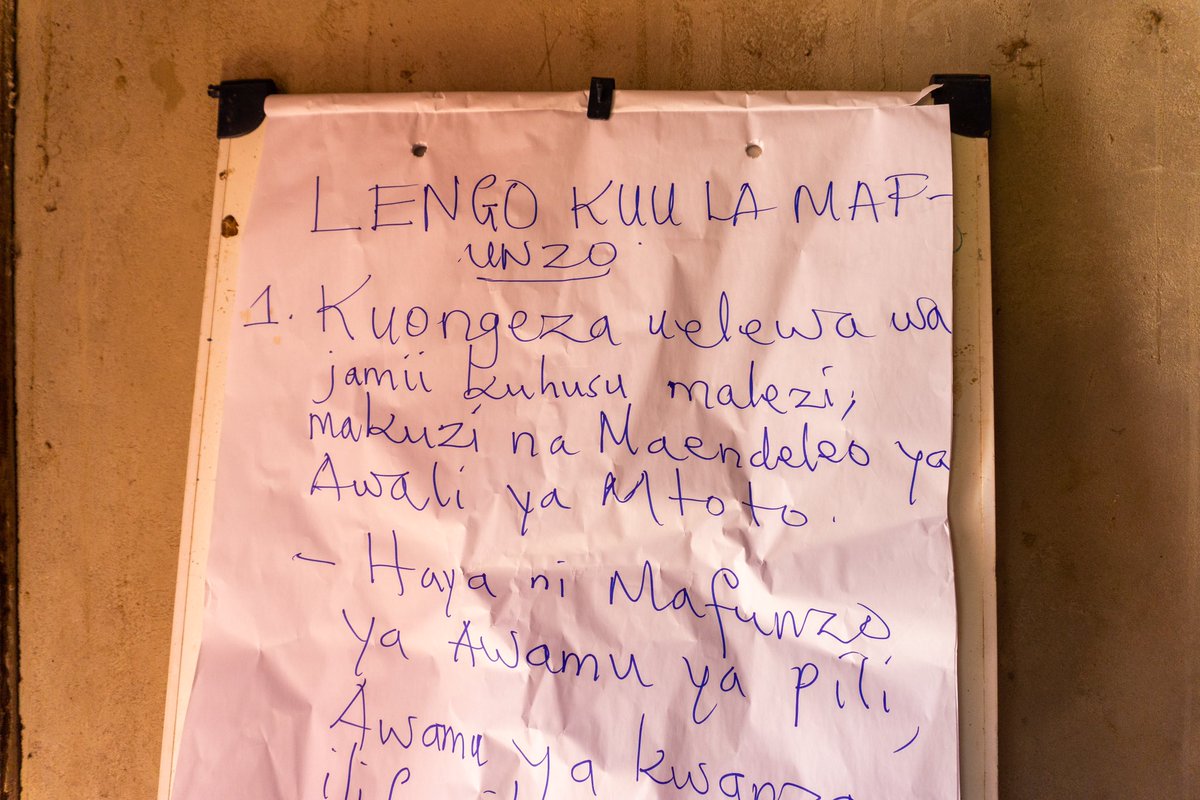 LENGO KUU LA MAF-
UNZO
1. Kuongeza uelewa wa
jamii kuhusu malezi,
makuzi na Maendeleo ya
Awali ya Mtoto.
- Haya ni Mafunzo
ya Awamu ya pili,
Awamu ya kwanza